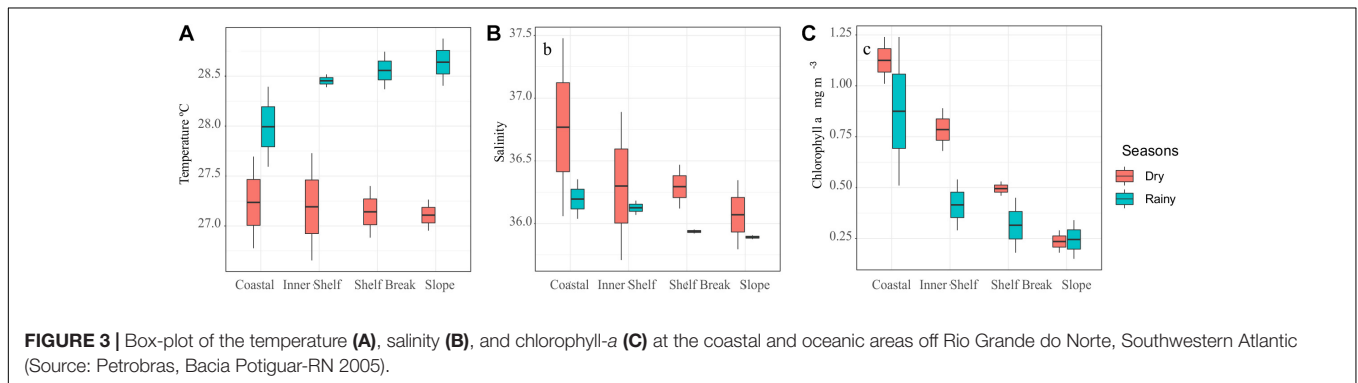 A
B
C
b
c
Temperature ºC
28.5
28.0
27.5
27.0
Coastal Inner Shelf Shelf Break Slope
Salinity
37.5
37.0
36.5
36.0
Coastal Inner Shelf Shelf Break Slope
Chlorophyll a mg m -3
1.25
1.00
0.75
0.50
0.25
Coastal Inner Shelf Shelf Break Slope
Seasons
Dry
Rainy
FIGURE 3 | Box-plot of the temperature (A), salinity (B), and chlorophyll-a (C) at the coastal and oceanic areas off Rio Grande do Norte, Southwestern Atlantic
(Source: Petrobras, Bacia Potiguar-RN 2005).